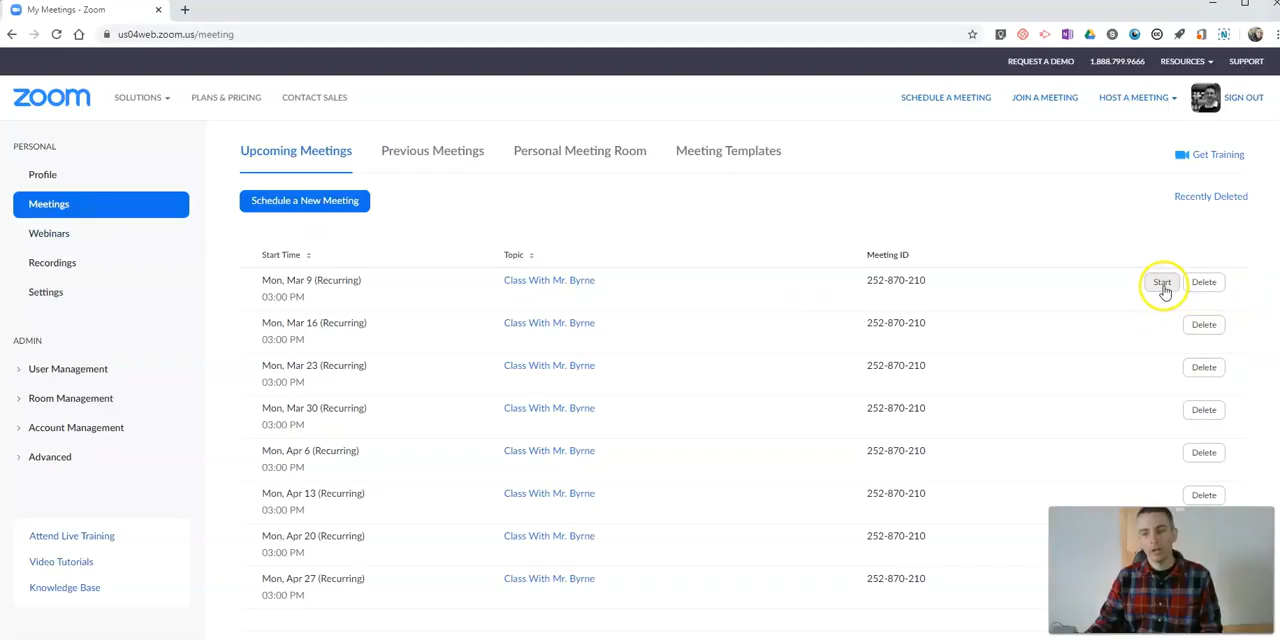 My Meetings - Zoom
us04web.zoom.us/meeting
REQUEST A DEMO 1.888.799.9666 RESOURCES SUPPORT
zoom SOLUTIONS PLANS & PRICING CONTACT SALES SCHEDULE A MEETING JOIN A MEETING HOST A MEETING SIGN OUT
PERSONAL
Profile
Meetings
Webinars
Recordings
Settings
ADMIN
User Management
Room Management
Account Management
Advanced
Attend Live Training
Video Tutorials
Knowledge Base
Upcoming Meetings Previous Meetings Personal Meeting Room Meeting Templates
Get Training
Schedule a New Meeting
Recently Deleted
Start Time Topic Meeting ID
Mon, Mar 9 (Recurring) Class With Mr. Byrne 252-870-210 Start Delete
03:00 PM
Mon, Mar 16 (Recurring) Class With Mr. Byrne 252-870-210 Delete
03:00 PM
Mon, Mar 23 (Recurring) Class With Mr. Byrne 252-870-210 Delete
03:00 PM
Mon, Mar 30 (Recurring) Class With Mr. Byrne 252-870-210 Delete
03:00 PM
Mon, Apr 6 (Recurring) Class With Mr. Byrne 252-870-210 Delete
03:00 PM
Mon, Apr 13 (Recurring) Class With Mr. Byrne 252-870-210 Delete
03:00 PM
Mon, Apr 20 (Recurring) Class With Mr. Byrne 252-870-210
03:00 PM
Mon, Apr 27 (Recurring) Class With Mr. Byrne 252-870-210
03:00 PM